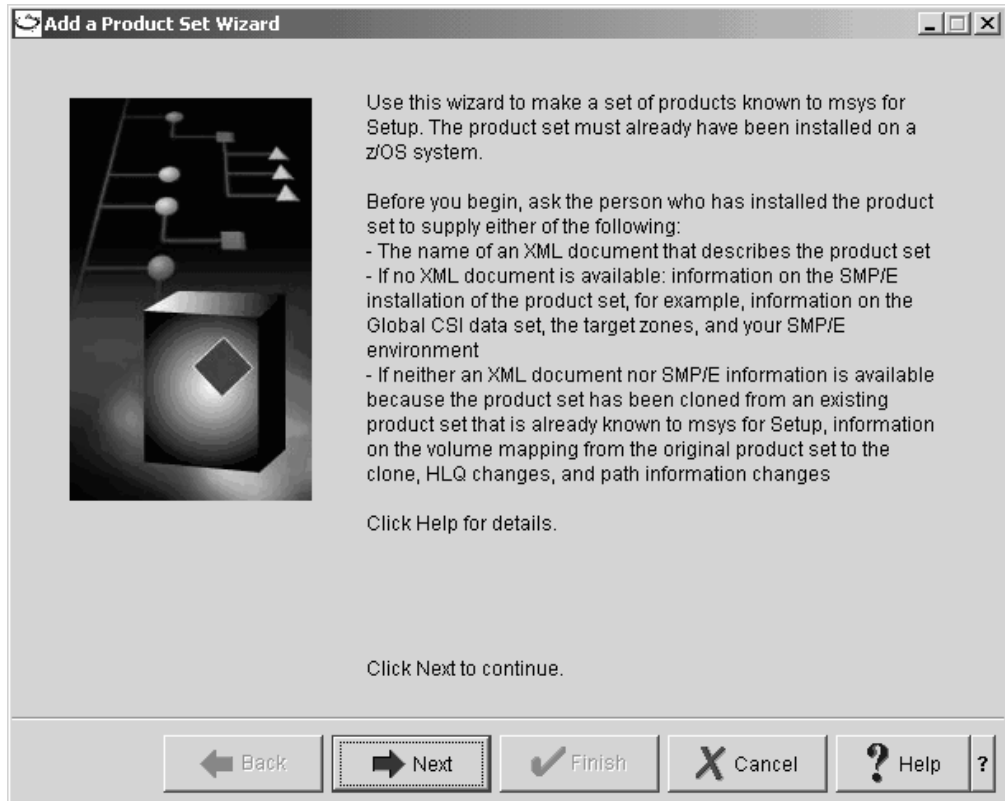 Add a Product Set Wizard
Use this wizard to make a set of products known to msys for
Setup. The product set must already have been installed on a
z/OS system.
Before you begin, ask the person who has installed the product
set to supply either of the following:
- The name of an XML document that describes the product set
- If no XML document is available: information on the SMP/E
installation of the product set, for example, information on the
Global CSI data set, the target zones, and your SMP/E
environment
- If neither an XML document nor SMP/E information is available
because the product set has been cloned from an existing
product set that is already known to msys for Setup, information
on the volume mapping from the original product set to the
clone, HLQ changes, and path information changes
Click Help for details.
Click Next to continue.
Back Next Finish Cancel Help ?